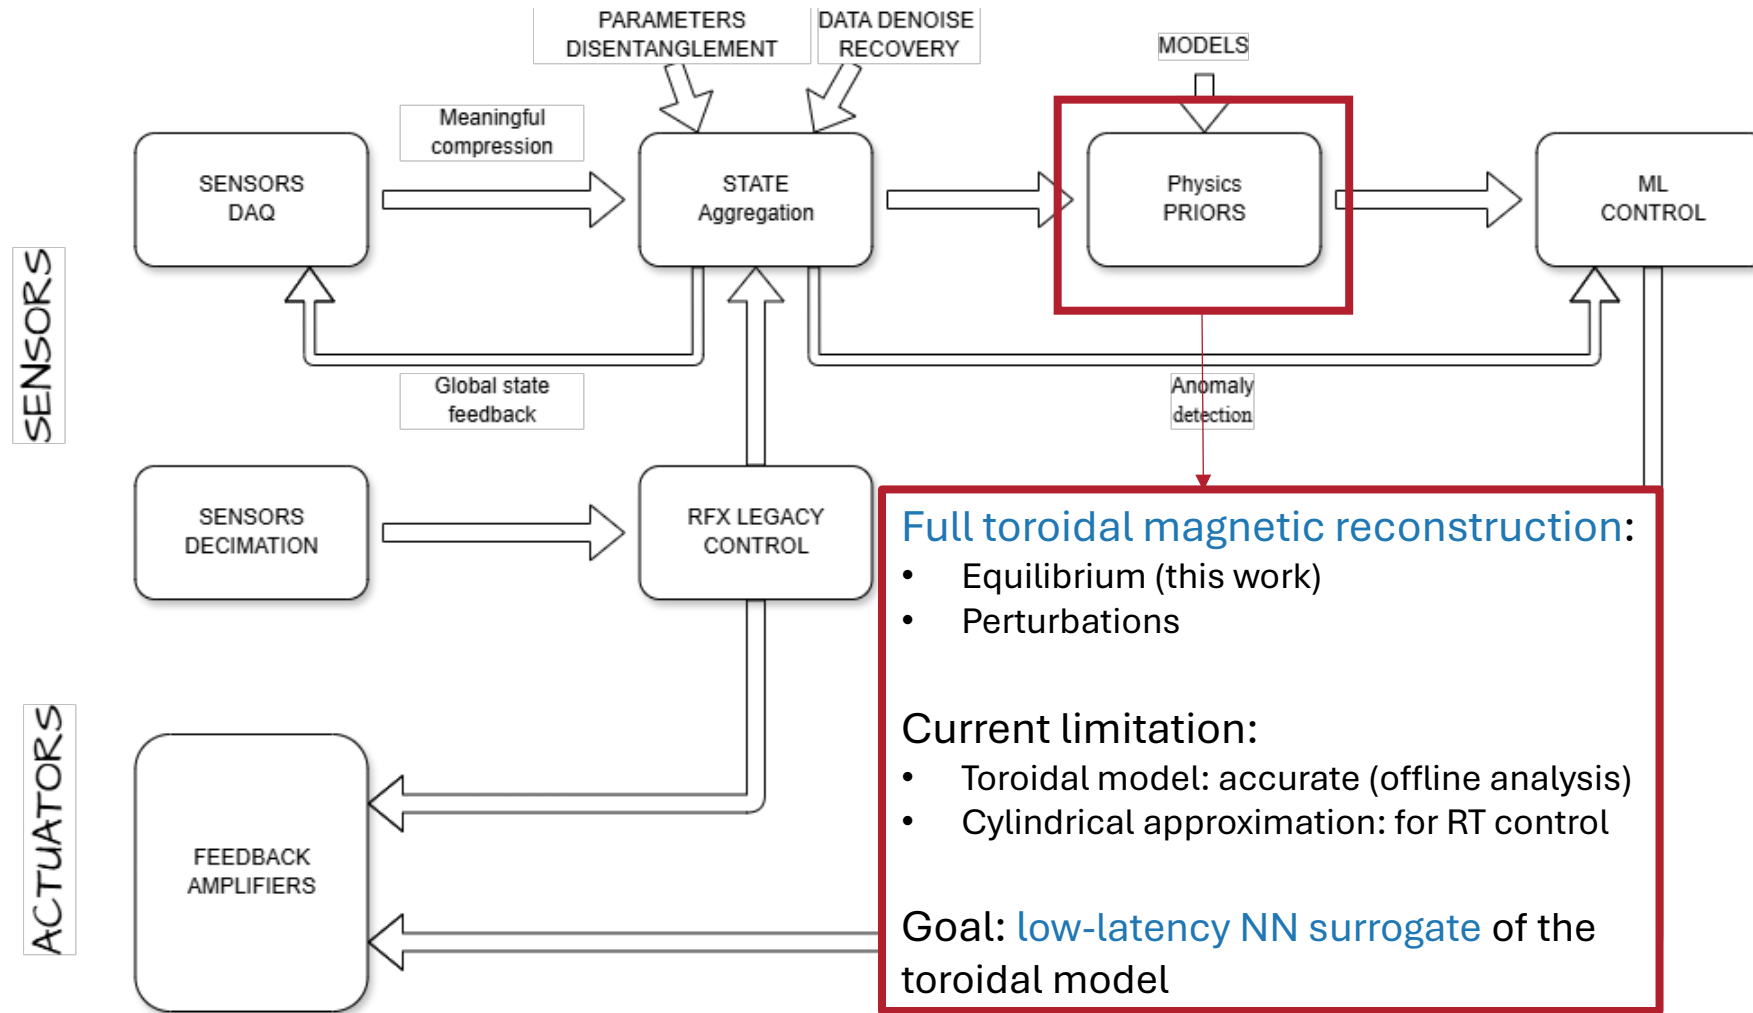 PARAMETERS
DISENTANGLEMENT
DATA DENOISE
RECOVERY
MODELS
Meaningful
compression
SENSORS
DAQ
STATE
Aggregation
Physics
PRIORS
ML
CONTROL
SENSORS
Global state
feedback
Anomaly
detection
SENSORS
DECIMATION
RFX LEGACY
CONTROL
Full toroidal magnetic reconstruction:
• Equilibrium (this work)
• Perturbations
Current limitation:
• Toroidal model: accurate (offline analysis)
• Cylindrical approximation: for RT control
Goal: low-latency NN surrogate of the
toroidal model
ACTUATORS
FEEDBACK
AMPLIFIERS